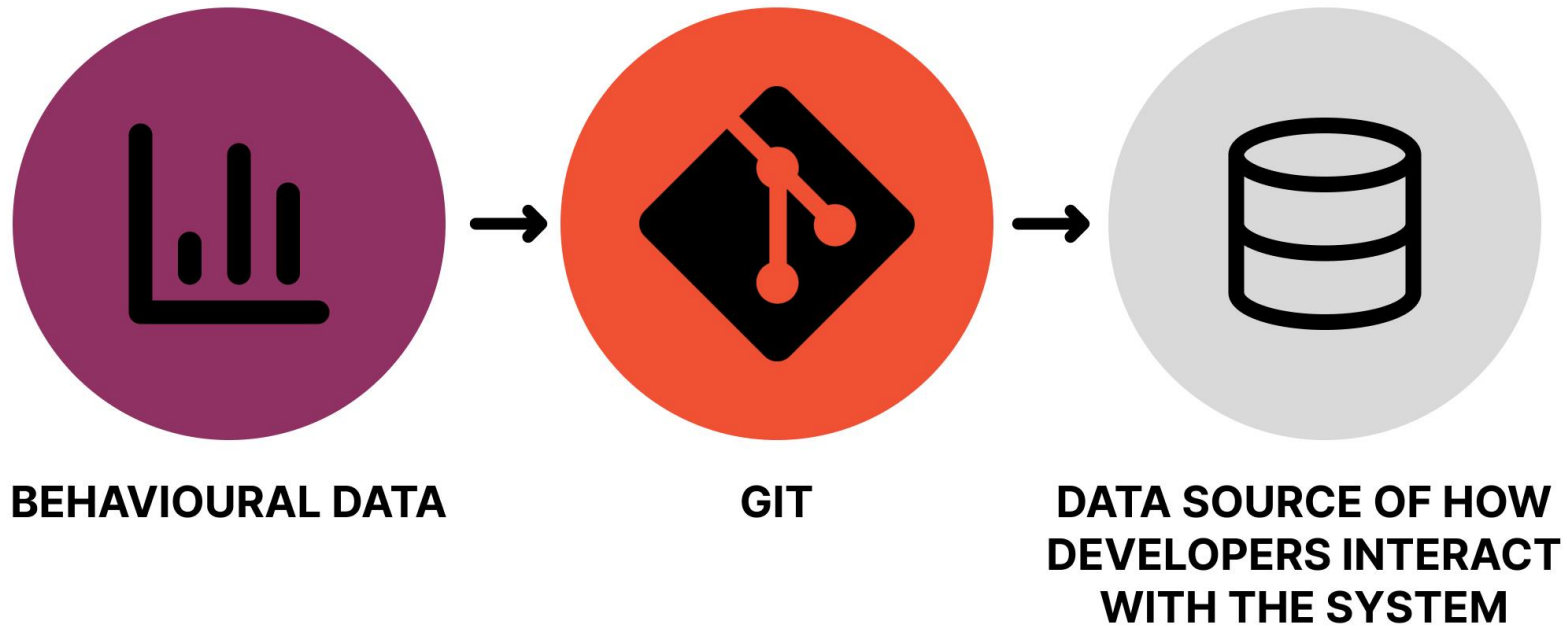 BEHAVIOURAL DATA
GIT
DATA SOURCE OF HOW
DEVELOPERS INTERACT
WITH THE SYSTEM